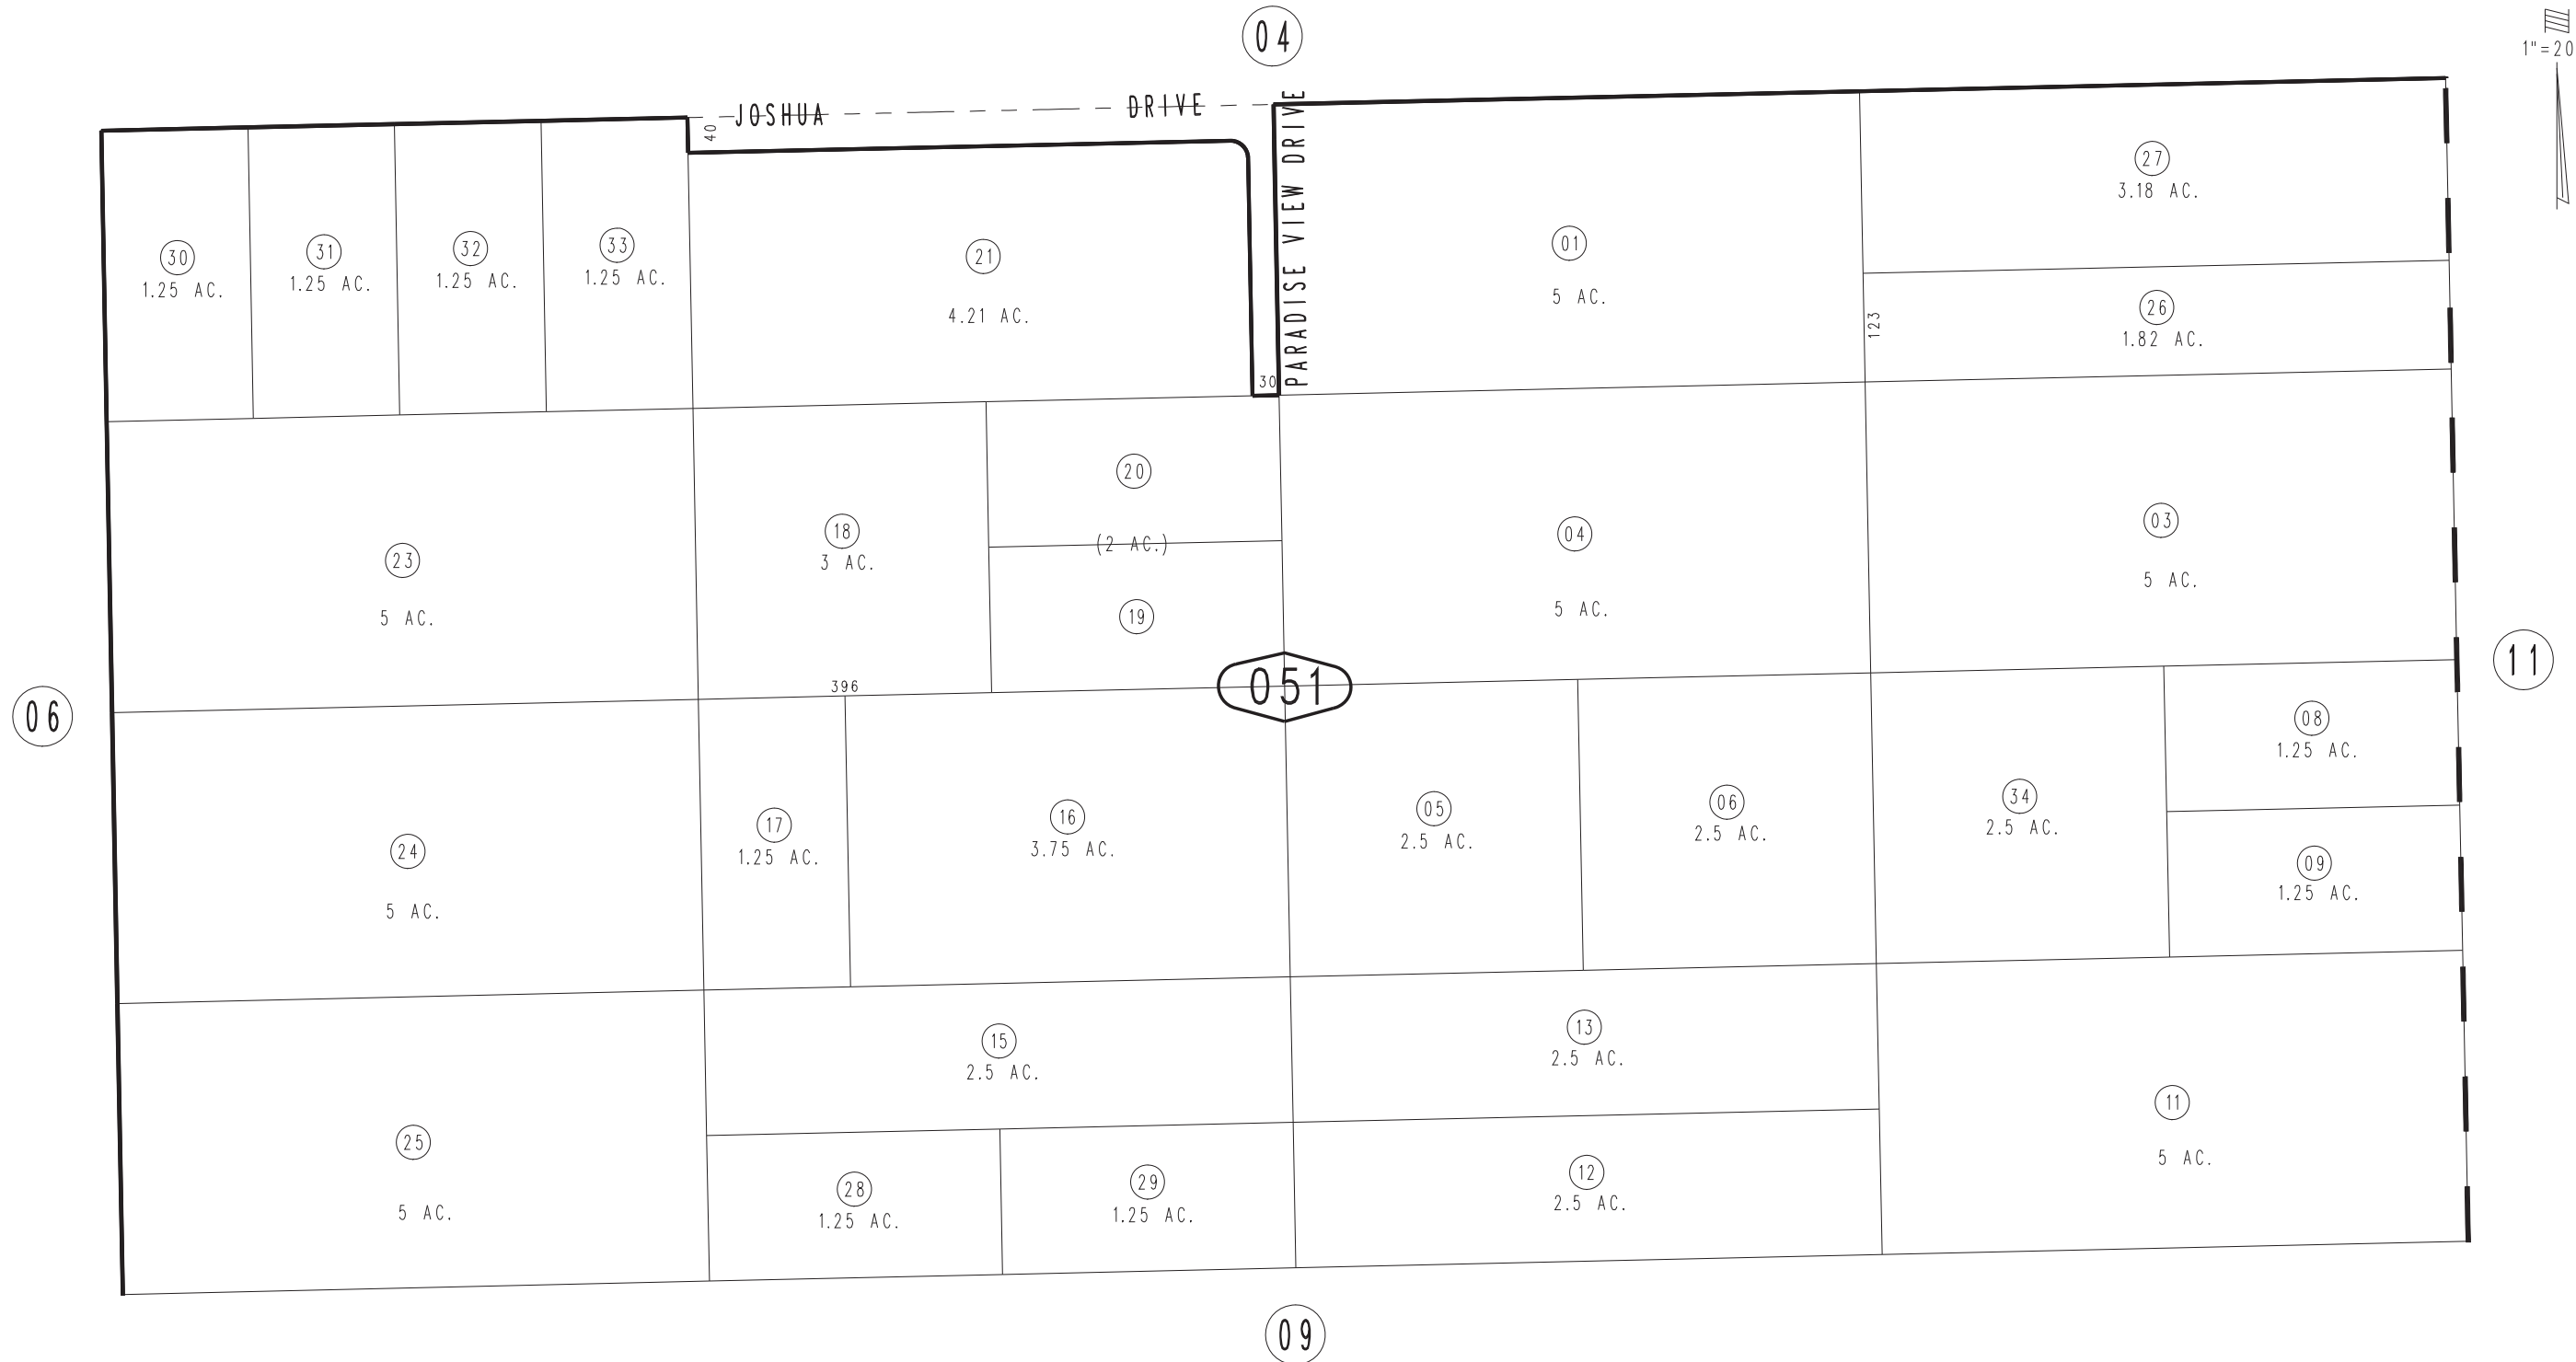 04
1"=20
JOSHUA DRIVE
40
PARADISE VIEW DRIVE
30
27
3.18 AC.
01
5 AC.
26
1.82 AC.
123
30
1.25 AC.
31
1.25 AC.
32
1.25 AC.
33
1.25 AC.
21
4.21 AC.
23
5 AC.
18
3 AC.
20
(2 AC.)
19
04
5 AC.
03
5 AC.
396
051
06
11
24
5 AC.
17
1.25 AC.
16
3.75 AC.
05
2.5 AC.
06
2.5 AC.
34
2.5 AC.
08
1.25 AC.
09
1.25 AC.
25
5 AC.
15
2.5 AC.
13
2.5 AC.
11
5 AC.
28
1.25 AC.
29
1.25 AC.
12
2.5 AC.
09